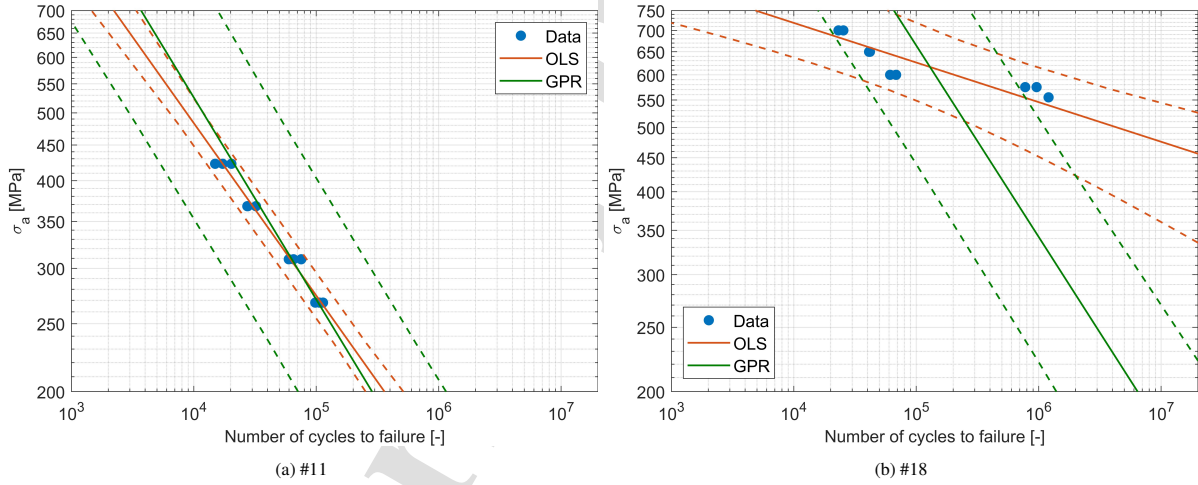 700
650
600
550
500
450
400
350
300
250
200
σa [MPa]
10^3 10^4 10^5 10^6 10^7
Number of cycles to failure [-]
Data
OLS
GPR
(a) #11
750
700
650
600
550
500
450
400
350
300
250
200
σa [MPa]
10^3 10^4 10^5 10^6 10^7
Number of cycles to failure [-]
Data
OLS
GPR
(b) #18